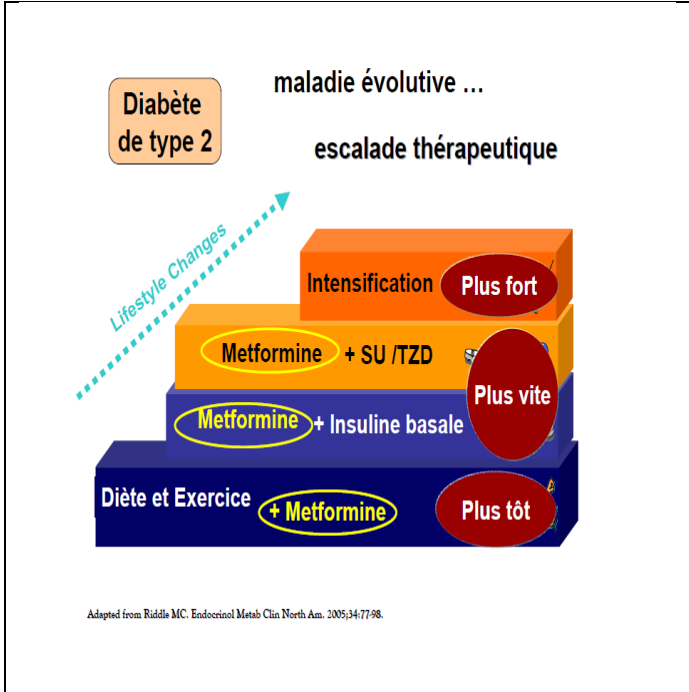 Diabète
de type 2
maladie évolutive ...
escalade thérapeutique
Lifestyle Changes
Intensification Plus fort
Metformine + SU /TZD
Plus vite
Metformine + Insuline basale
Diète et Exercice + Metformine Plus tôt
Adapted from Riddle MC. Endocrinol Metab Clin North Am. 2005;34:77-98.